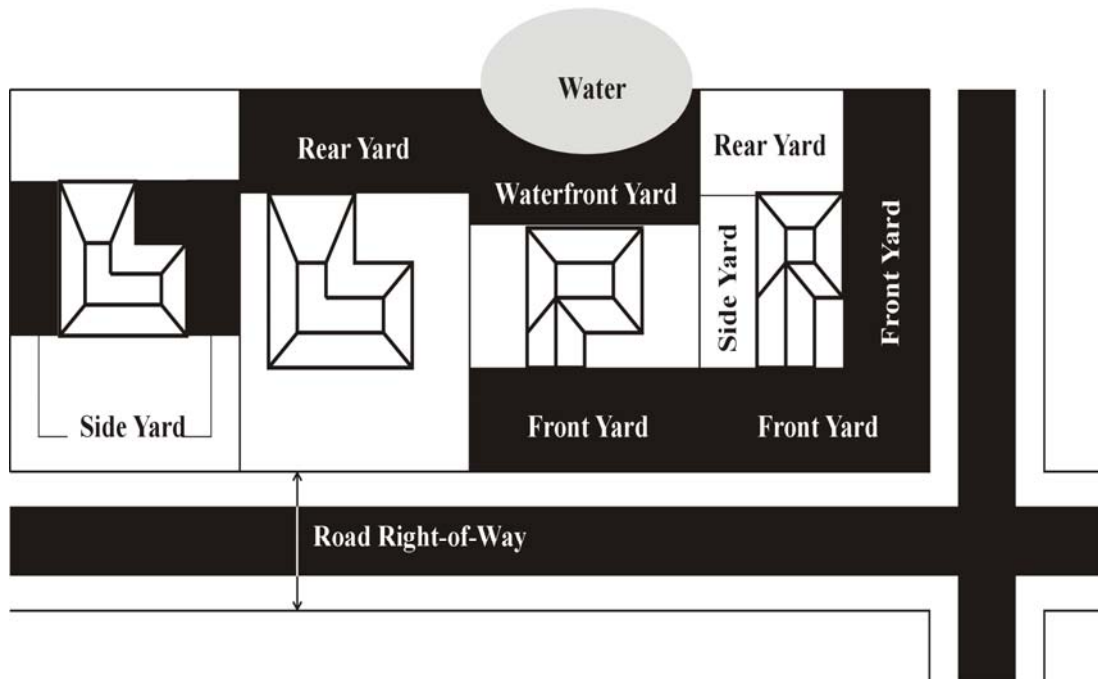 Water
Rear Yard
Rear Yard
Waterfront Yard
Side Yard
Front Yard
Side Yard
Front Yard
Front Yard
Road Right-of-Way